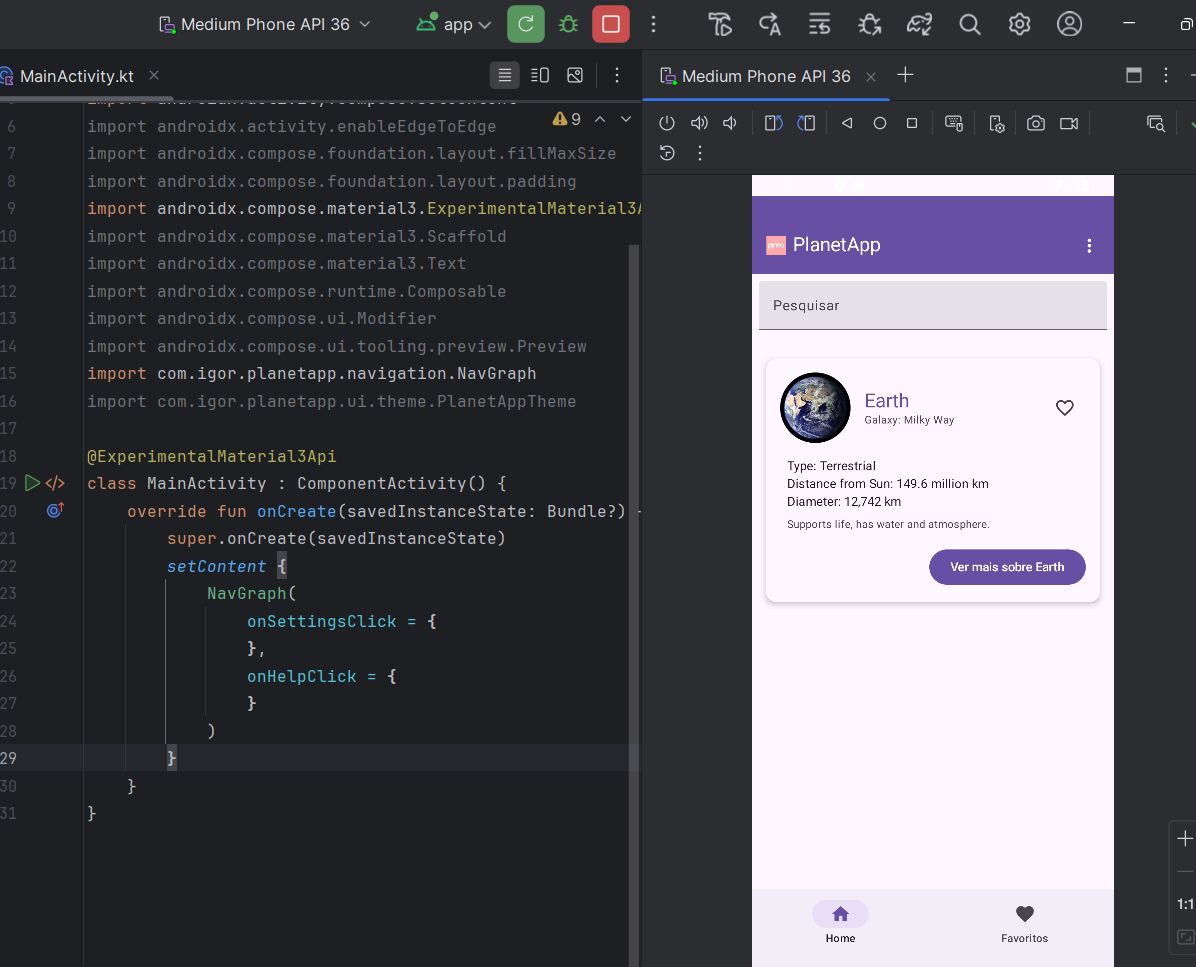 Medium Phone API 36
app
MainActivity.kt
Medium Phone API 36
9
6 import androidx.activity.enableEdgeToEdge
7 import androidx.compose.foundation.layout.fillMaxSize
8 import androidx.compose.foundation.layout.padding
9 import androidx.compose.material3.ExperimentalMaterial3A
10 import androidx.compose.material3.Scaffold
11 import androidx.compose.material3.Text
12 import androidx.compose.runtime.Composable
13 import androidx.compose.ui.Modifier
14 import androidx.compose.ui.tooling.preview.Preview
15 import com.igor.planetapp.navigation.NavGraph
16 import com.igor.planetapp.ui.theme.PlanetAppTheme
17
18 @ExperimentalMaterial3Api
19 class MainActivity : ComponentActivity() {
20 override fun onCreate(savedInstanceState: Bundle?)
21 super.onCreate(savedInstanceState)
22 setContent {
23 NavGraph(
24 onSettingsClick = {
25 },
26 onHelpClick = {
27 }
28 )
29 }
30 }
31 }
PlanetApp
Pesquisar
Earth
Galaxy: Milky Way
Type: Terrestrial
Distance from Sun: 149.6 million km
Diameter: 12,742 km
Supports life, has water and atmosphere.
Ver mais sobre Earth
Home
Favoritos
1:1